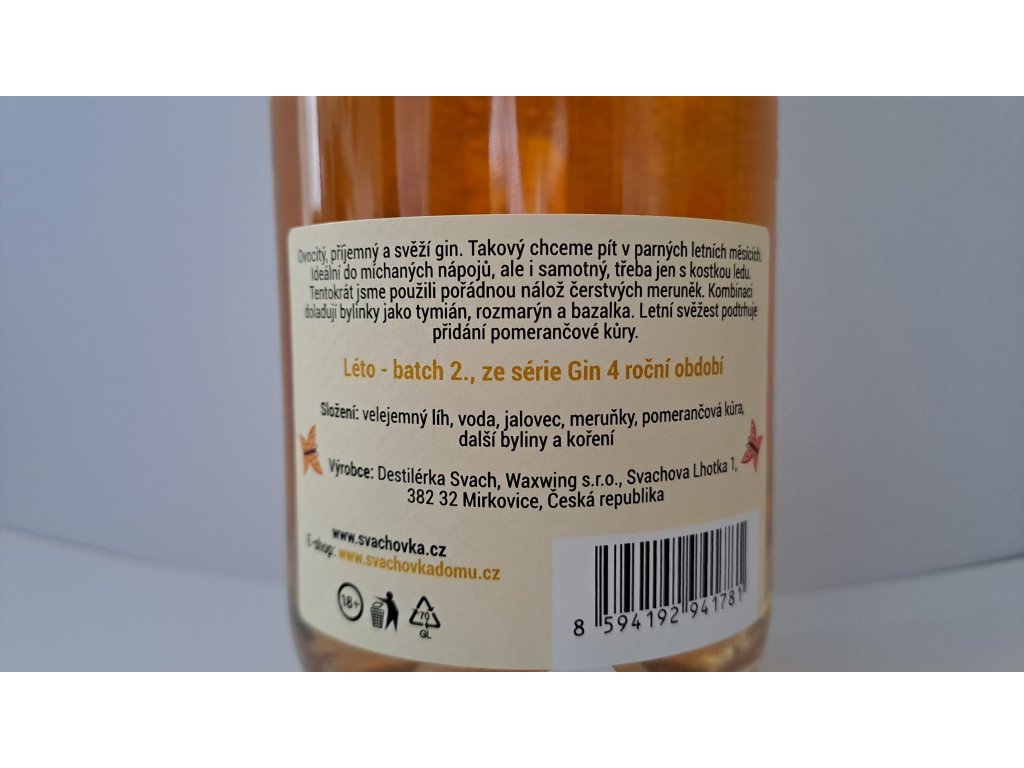 Ovocitý, příjemný a svěží gin. Takový chceme pít v parných letních měsících.
Ideální do míchaných nápojů, ale i samotný, třeba jen s kostkou ledu.
Tentokrát jsme použili pořádnou nálož čerstvých meruněk. Kombinaci
dolaďují bylinky jako tymián, rozmarýn a bazalka. Letní svěžest podtrhuje
přidání pomerančové kůry.
Léto - batch 2., ze série Gin 4 roční období
Složení: velejemný líh, voda, jalovec, meruňky, pomerančová kůra,
další byliny a koření
Výrobce: Destilérka Svach, Waxwing s.r.o., Svachova Lhotka 1,
382 32 Mirkovice, Česká republika
www.svachovka.cz
E-shop: www.svachovkadomu.cz
18+
70
GL
8 594192 941781